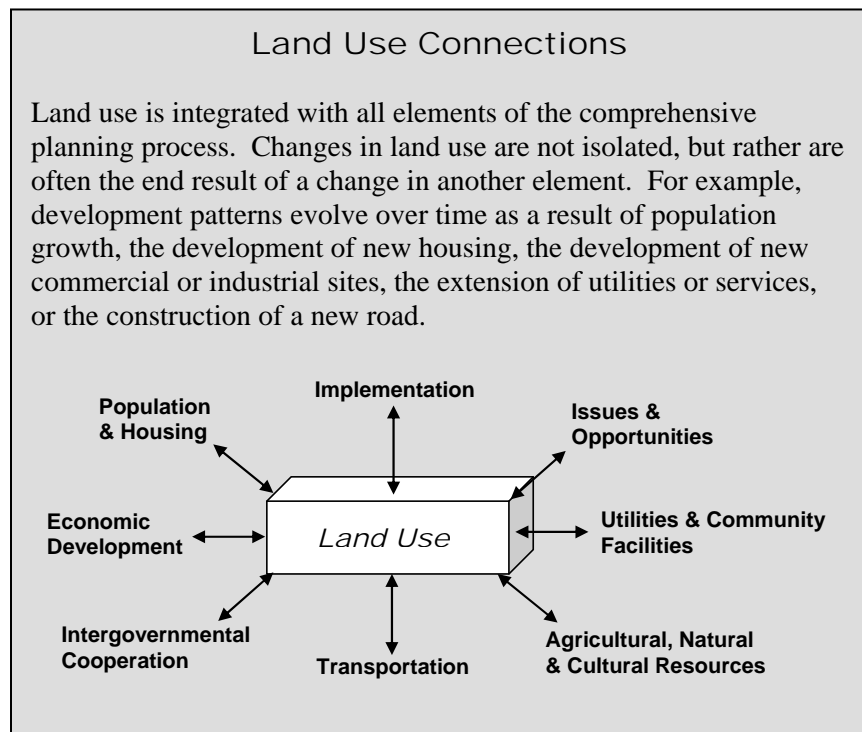 Land Use Connections
Land use is integrated with all elements of the comprehensive
planning process.  Changes in land use are not isolated, but rather are
often the end result of a change in another element.  For example,
development patterns evolve over time as a result of population
growth, the development of new housing, the development of new
commercial or industrial sites, the extension of utilities or services,
or the construction of a new road.
Implementation
Population
& Housing
Issues &
Opportunities
Economic
Development
Land Use
Utilities & Community
Facilities
Intergovernmental
Cooperation
Transportation
Agricultural, Natural
& Cultural Resources